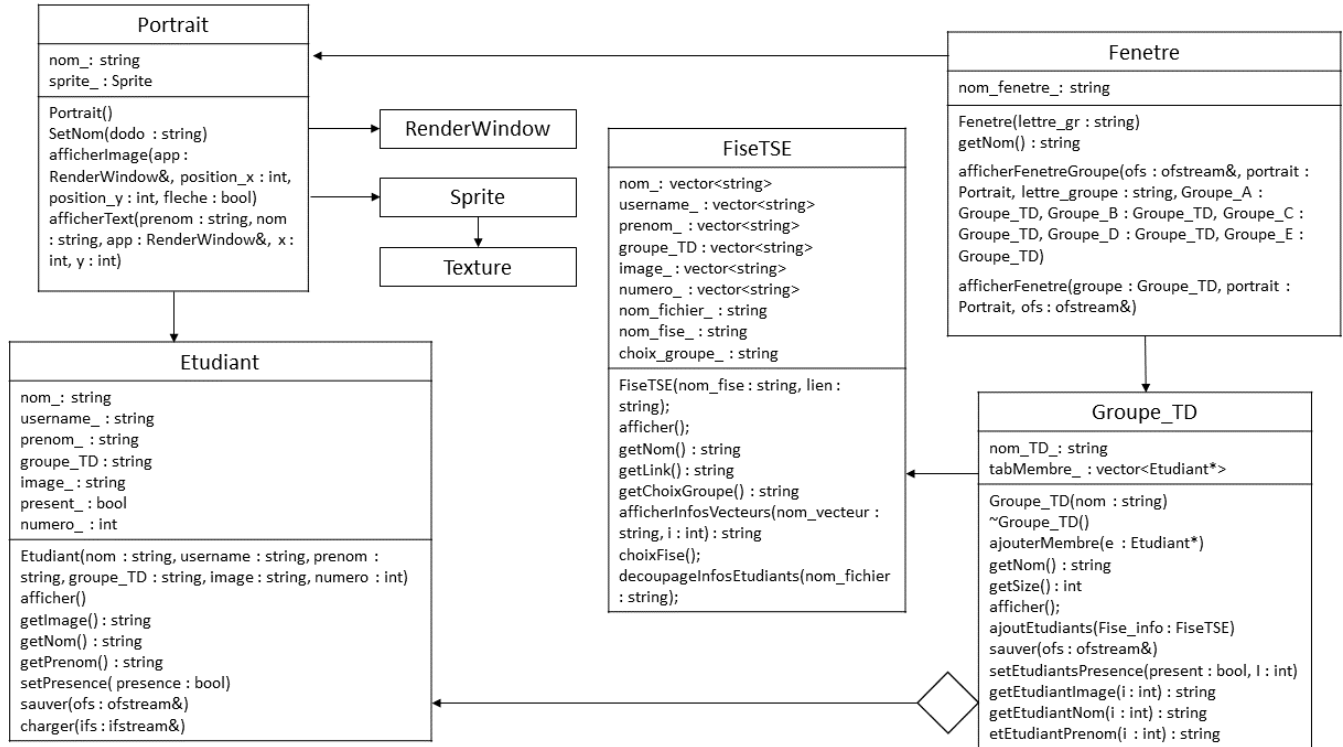 Portrait
nom_: string
sprite_ : Sprite
Portrait()
SetNom(dodo : string)
afficherImage(app :
RenderWindow&, position_x : int,
position_y : int, fleche : bool)
afficherText(prenom : string, nom
: string, app : RenderWindow&, x :
int, y : int)
RenderWindow
Sprite
Texture
Etudiant
nom_: string
username_ : string
prenom_ : string
groupe_TD : string
image_ : string
present_ : bool
numero_ : int
Etudiant(nom : string, username : string, prenom :
string, groupe_TD : string, image : string, numero : int)
afficher()
getImage() : string
getNom() : string
getPrenom() : string
setPresence( presence : bool)
sauver(ofs : ofstream&)
charger(ifs : ifstream&)
FiseTSE
nom_: vector<string>
username_ : vector<string>
prenom_ : vector<string>
groupe_TD : vector<string>
image_ : vector<string>
numero_ : vector<string>
nom_fichier_ : string
nom_fise_ : string
choix_groupe_ : string
FiseTSE(nom_fise : string, lien :
string);
afficher();
getNom() : string
getLink() : string
getChoixGroupe() : string
afficherInfosVecteurs(nom_vecteur :
string, i : int) : string
choixFise();
decoupageInfosEtudiants(nom_fichier
: string);
Fenetre
nom_fenetre_: string
Fenetre(lettre_gr : string)
getNom() : string
afficherFenetreGroupe(ofs : ofstream&, portrait :
Portrait, lettre_groupe : string, Groupe_A :
Groupe_TD, Groupe_B : Groupe_TD, Groupe_C :
Groupe_TD, Groupe_D : Groupe_TD, Groupe_E :
Groupe_TD)
afficherFenetre(groupe : Groupe_TD, portrait :
Portrait, ofs : ofstream&)
Groupe_TD
nom_TD_: string
tabMembre_ : vector<Etudiant*>
Groupe_TD(nom : string)
~Groupe_TD()
ajouterMembre(e : Etudiant*)
getNom() : string
getSize() : int
afficher();
ajoutEtudiants(Fise_info : FiseTSE)
sauver(ofs : ofstream&)
setEtudiantsPresence(present : bool, I : int)
getEtudiantImage(i : int) : string
getEtudiantNom(i : int) : string
etEtudiantPrenom(i : int) : string